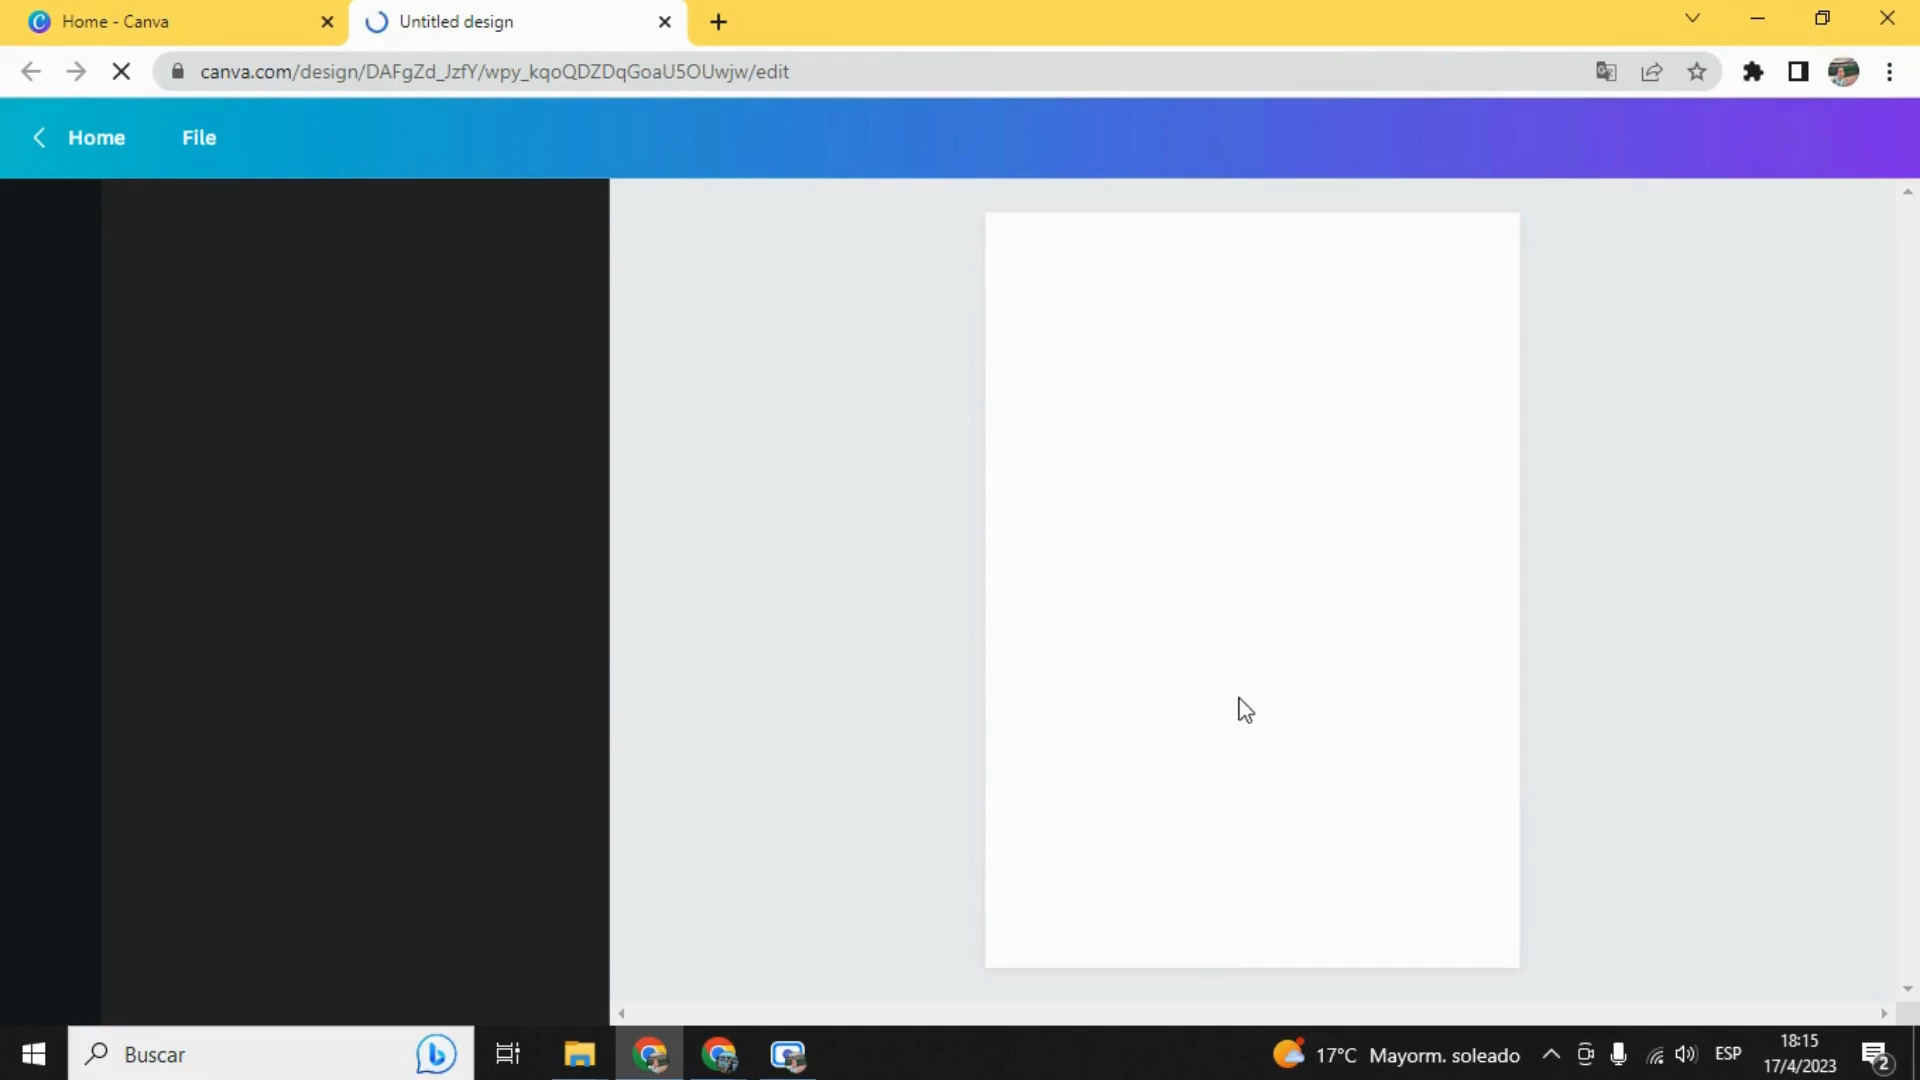 Home - Canva
Untitled design
canva.com/design/DAFgZd_JzfY/wpy_kqoQDZDqGoaU5OUwjw/edit
Home File
Buscar
17°C Mayorm. soleado
ESP
18:15
17/4/2023
2